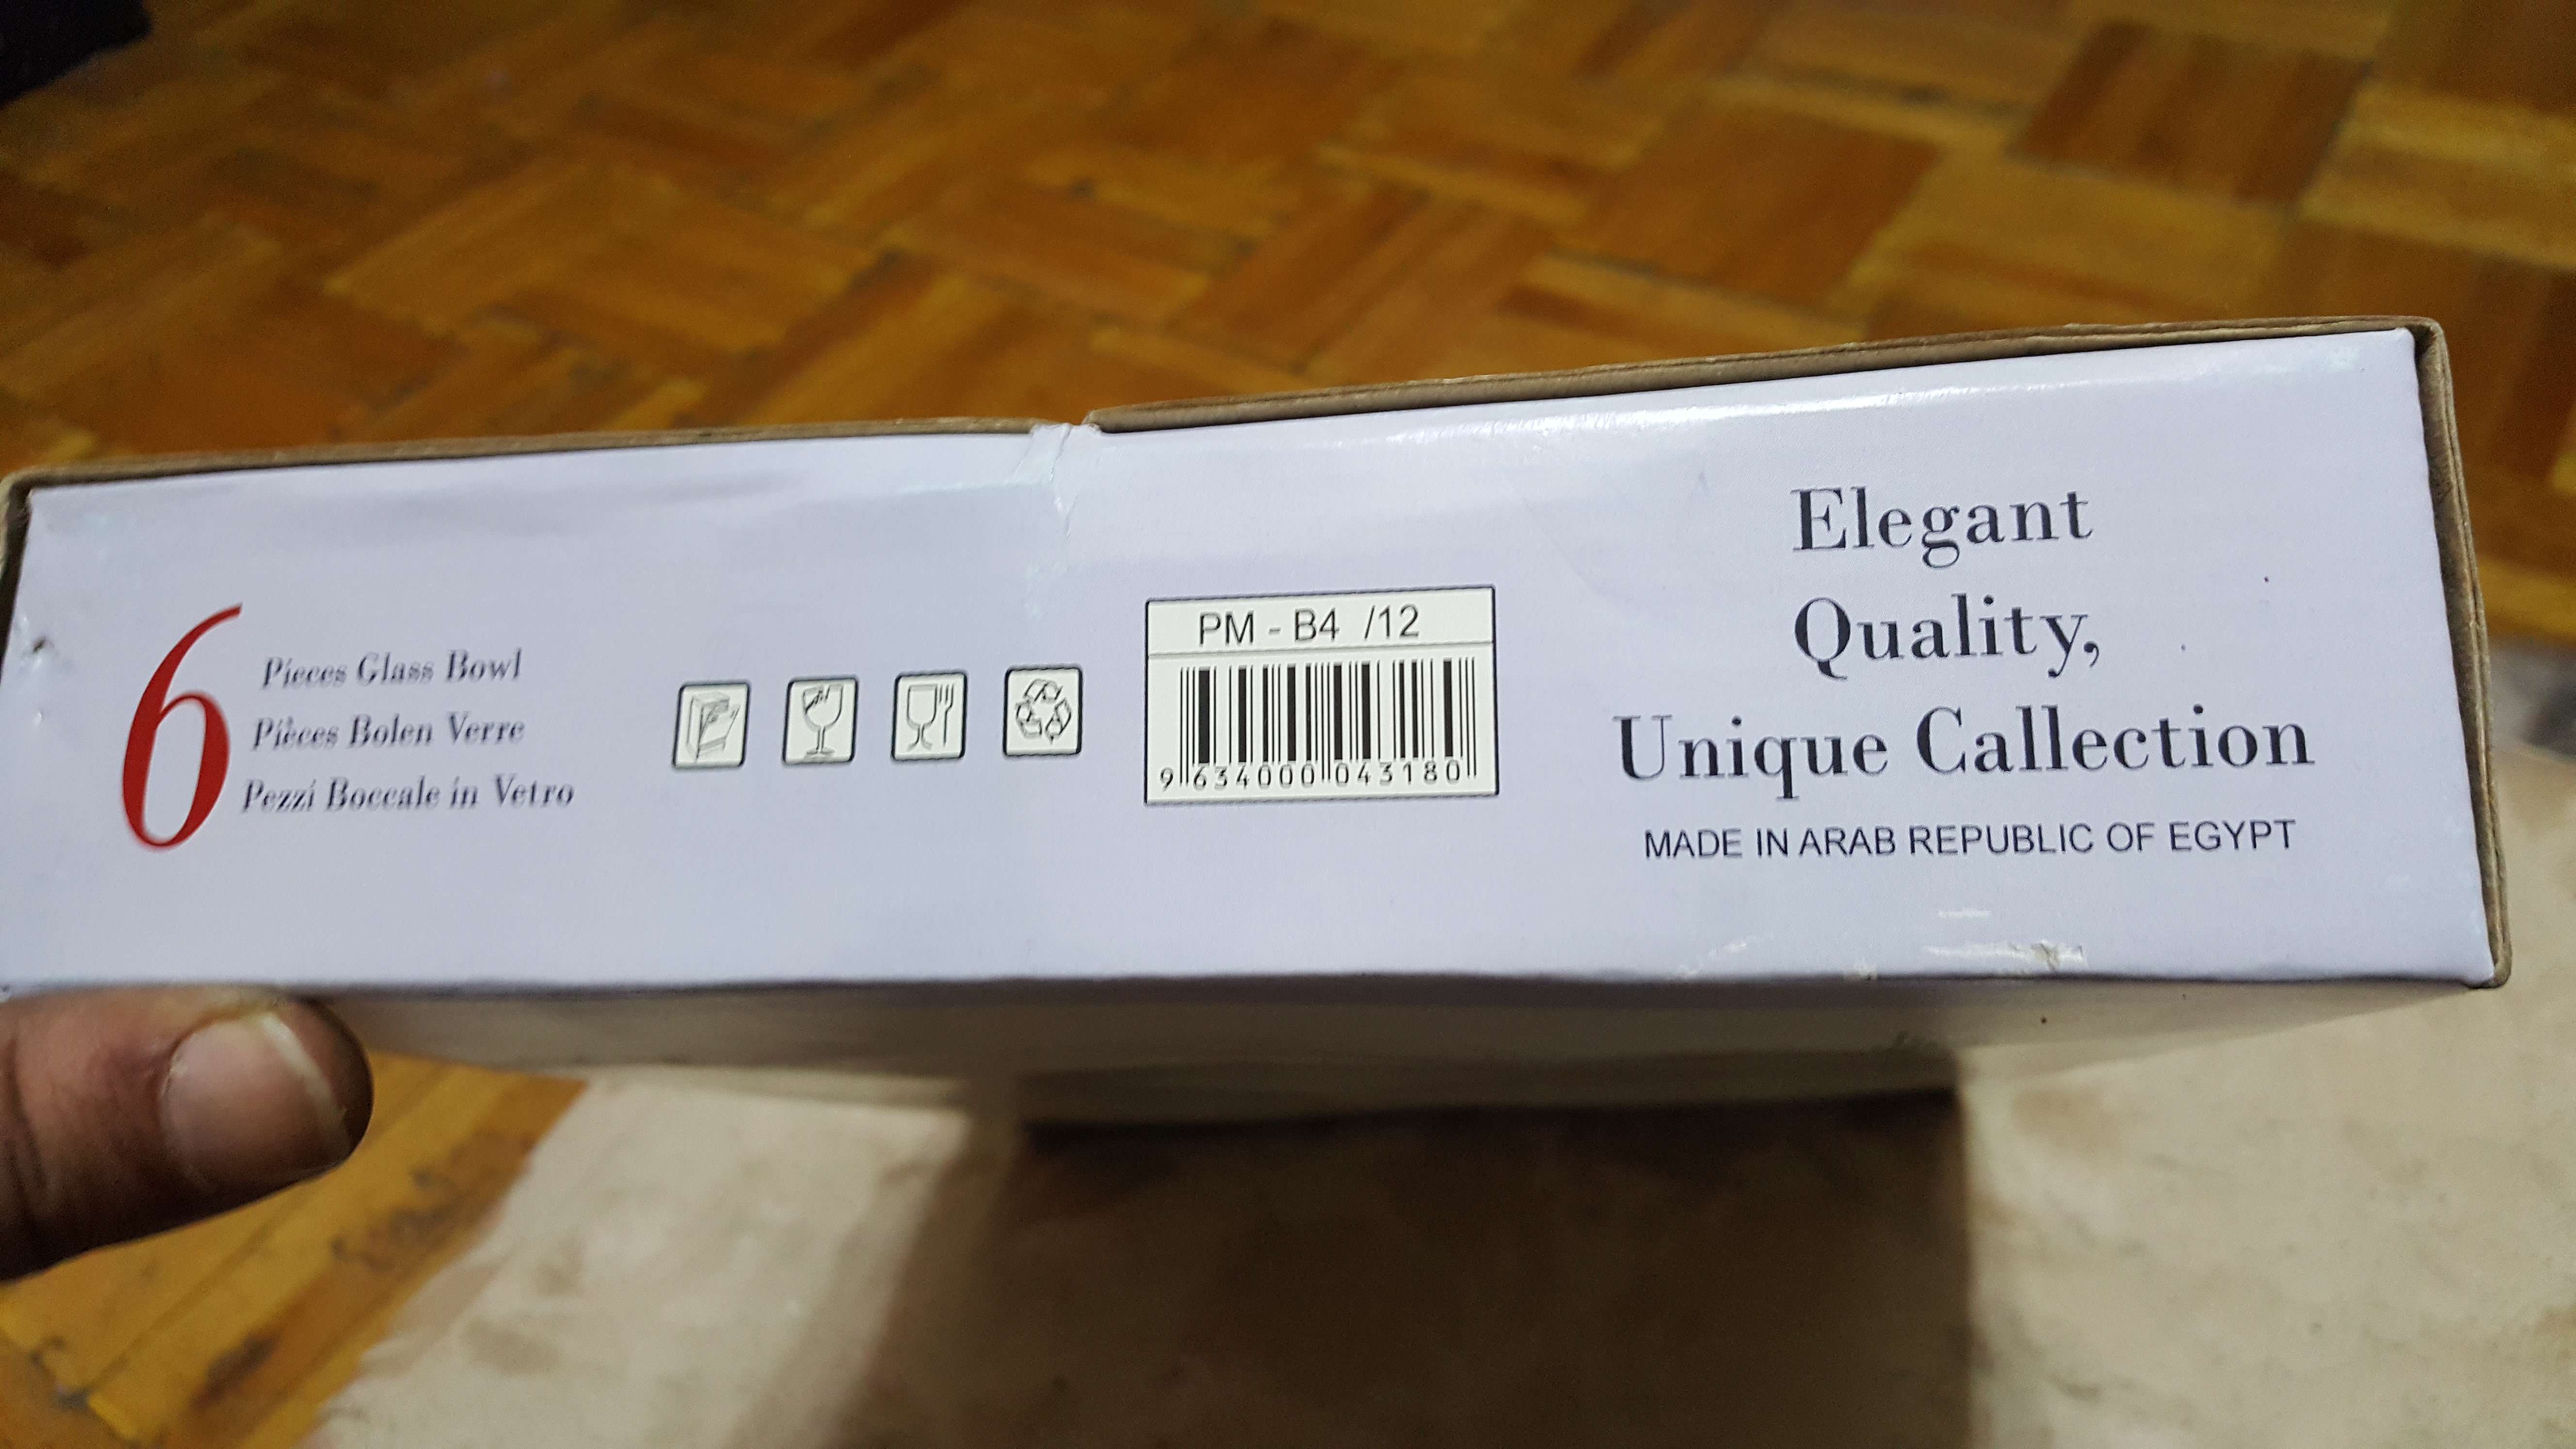 6
Pieces Glass Bowl
Pièces Bolen Verre
Pezzi Boccale in Vetro
PM - B4 /12
9 634000 043180
Elegant
Quality,
Unique Callection
MADE IN ARAB REPUBLIC OF EGYPT